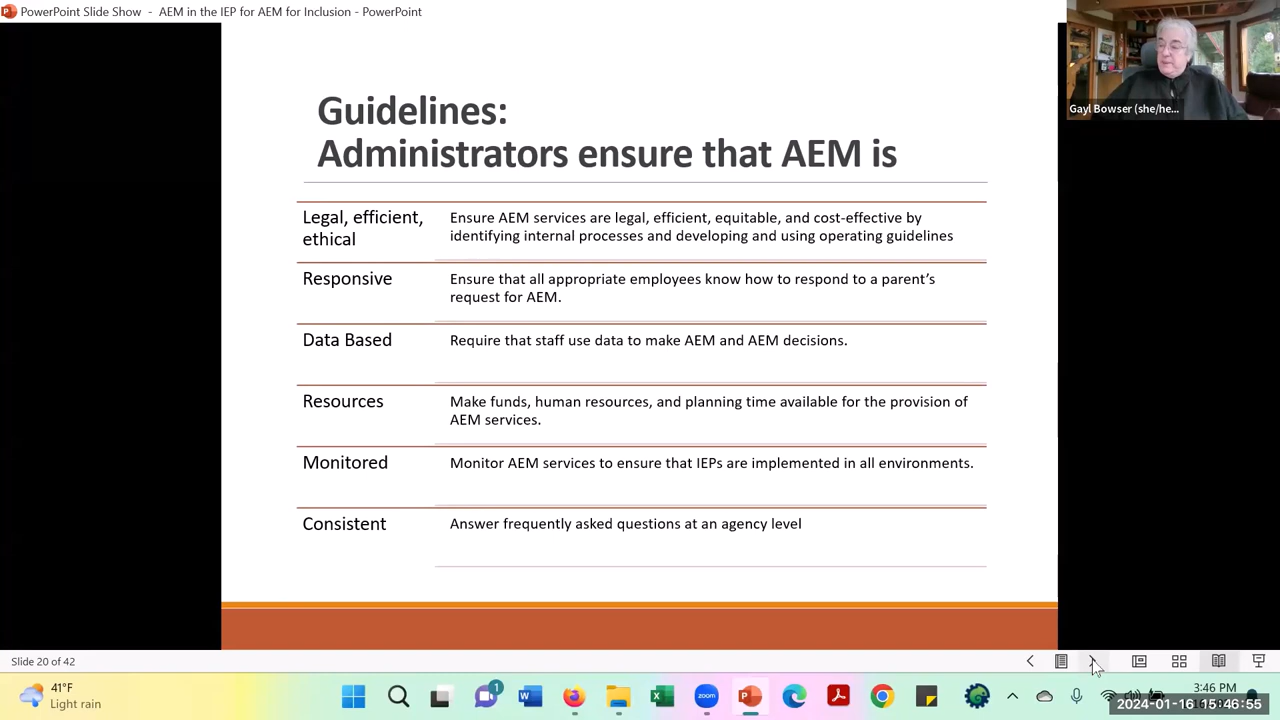 PowerPoint Slide Show - AEM in the IEP for AEM for Inclusion - PowerPoint
Gayl Bowser (she/he...
Guidelines:
Administrators ensure that AEM is
Legal, efficient,
ethical
Ensure AEM services are legal, efficient, equitable, and cost-effective by
identifying internal processes and developing and using operating guidelines
Responsive
Ensure that all appropriate employees know how to respond to a parent’s
request for AEM.
Data Based
Require that staff use data to make AEM and AEM decisions.
Resources
Make funds, human resources, and planning time available for the provision of
AEM services.
Monitored
Monitor AEM services to ensure that IEPs are implemented in all environments.
Consistent
Answer frequently asked questions at an agency level
Slide 20 of 42
41°F
Light rain
1
zoom
3:46 PM
2024-01-16 15:46:55